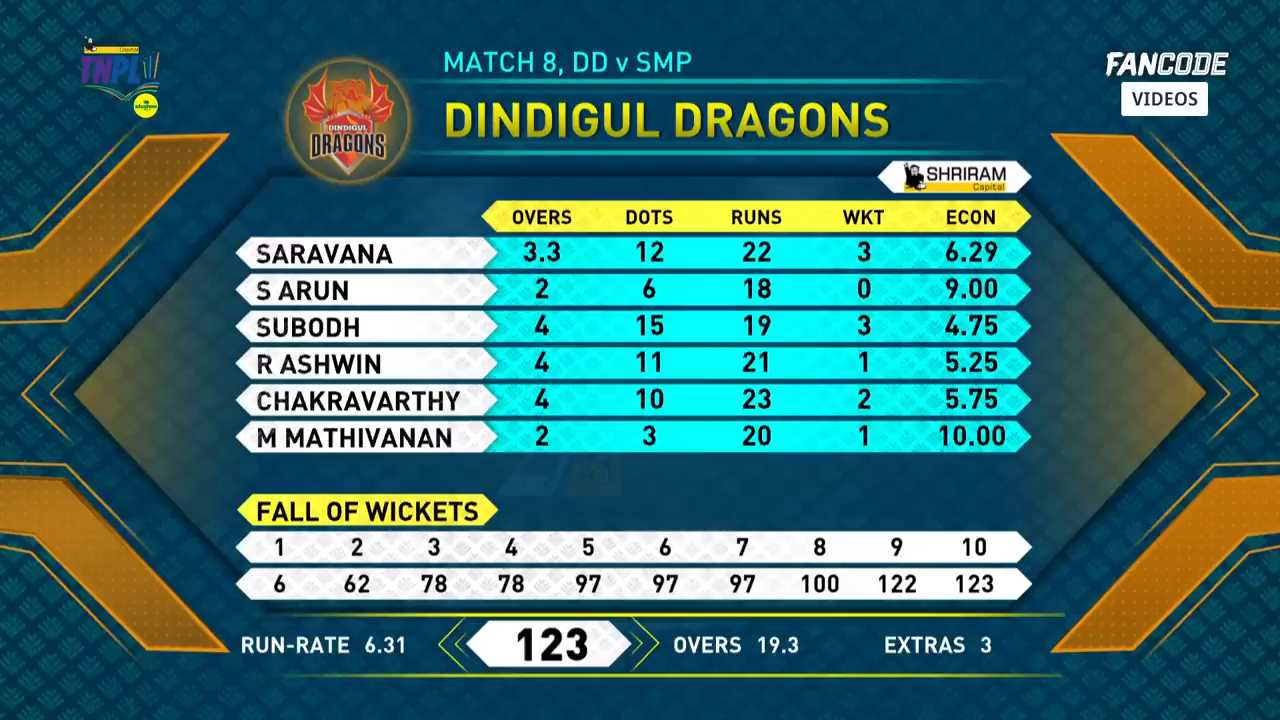 Capital
TNPL
MATCH 8, DD v SMP
FANCODE
VIDEOS
DINDIGUL DRAGONS
DINDIGUL
DRAGONS
SHRIRAM
Capital
OVERS DOTS RUNS WKT ECON
SARAVANA 3.3 12 22 3 6.29
S ARUN 2 6 18 0 9.00
SUBODH 4 15 19 3 4.75
R ASHWIN 4 11 21 1 5.25
CHAKRAVARTHY 4 10 23 2 5.75
M MATHIVANAN 2 3 20 1 10.00
FALL OF WICKETS
1 2 3 4 5 6 7 8 9 10
6 62 78 78 97 97 97 100 122 123
RUN-RATE 6.31 123 OVERS 19.3 EXTRAS 3